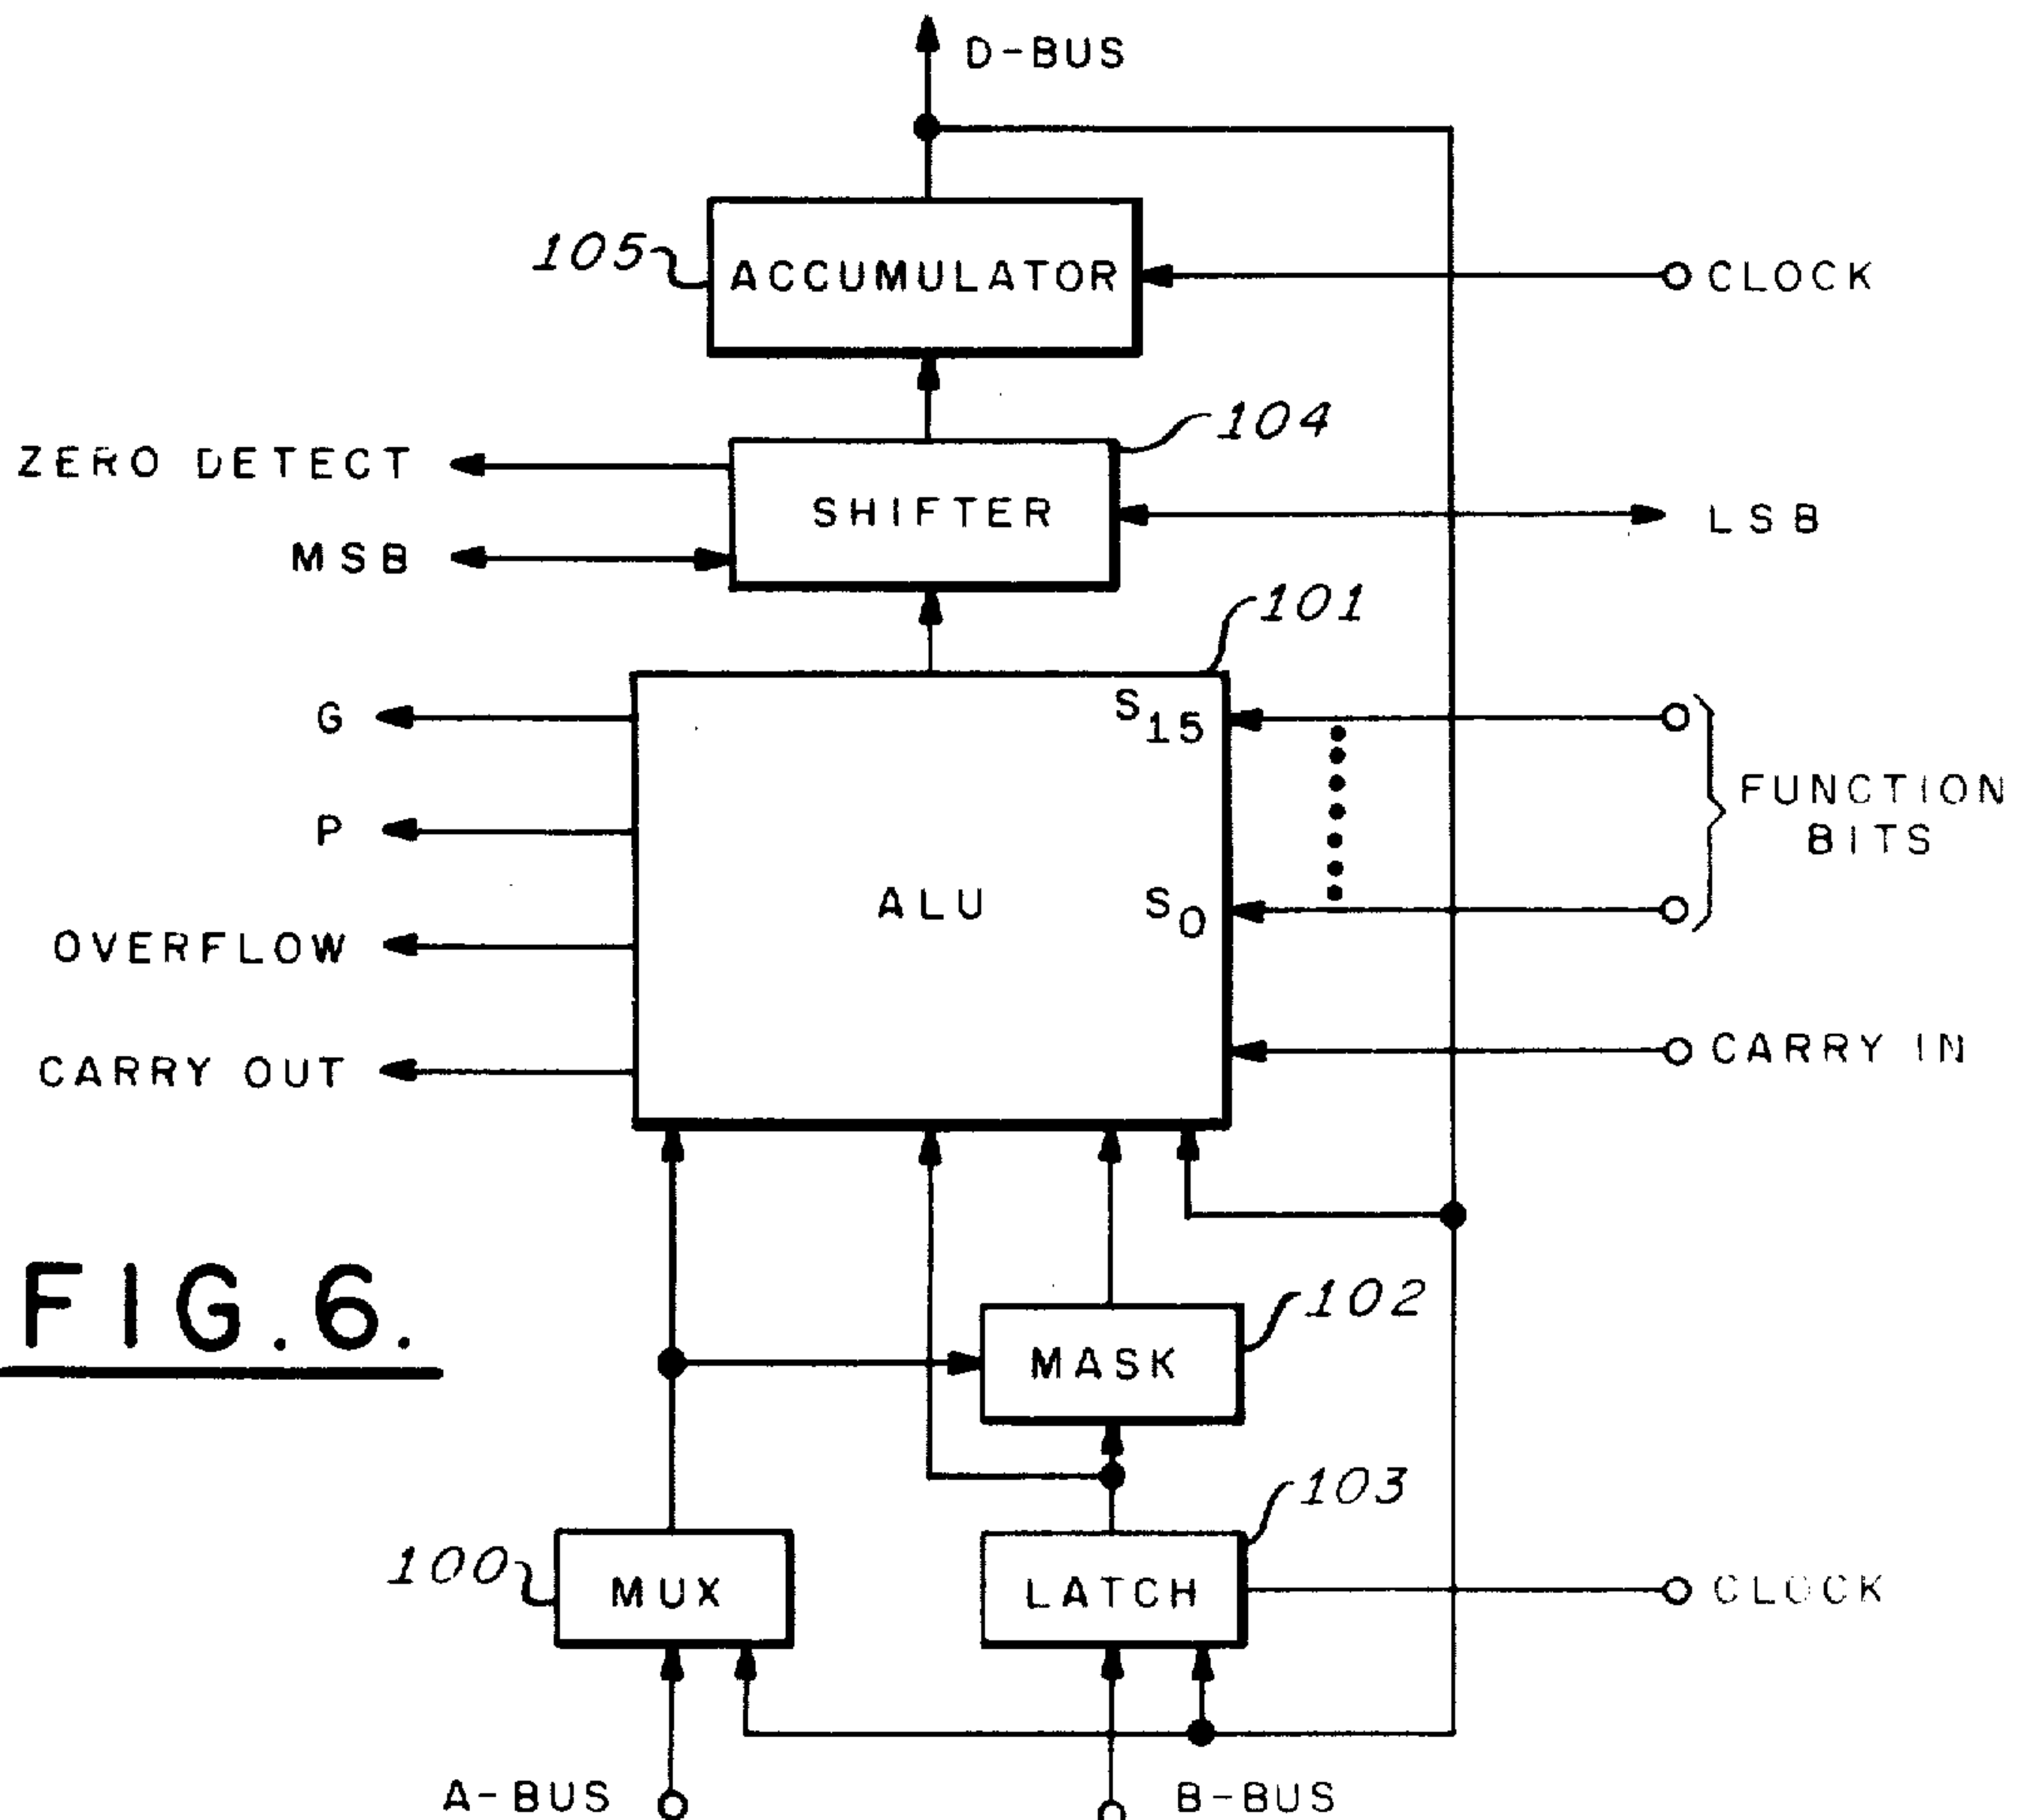 D-BUS
105
ACCUMULATOR
CLOCK
104
ZERO DETECT
SHIFTER
LSB
MSB
101
G
S15
FUNCTION
BITS
P
ALU
S0
OVERFLOW
CARRY IN
CARRY OUT
FIG.6.
102
MASK
103
100
MUX
LATCH
CLOCK
A-BUS
B-BUS